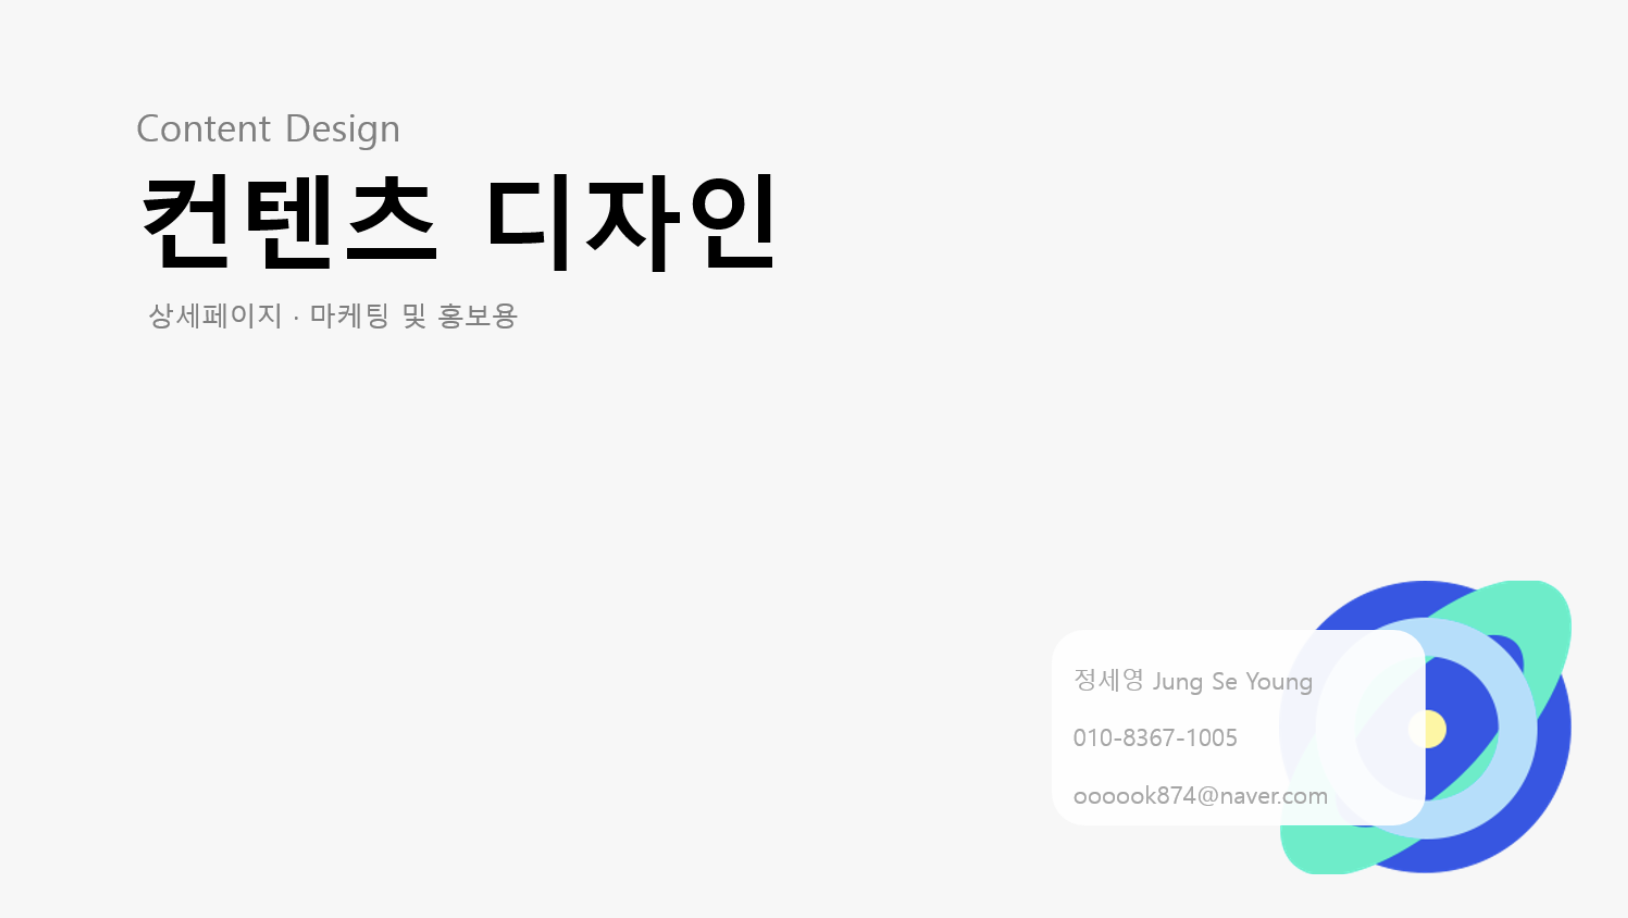 Content Design
컨텐츠 디자인
상세페이지 · 마케팅 및 홍보용
정세영 Jung Se Young
010-8367-1005
oooook874@naver.com